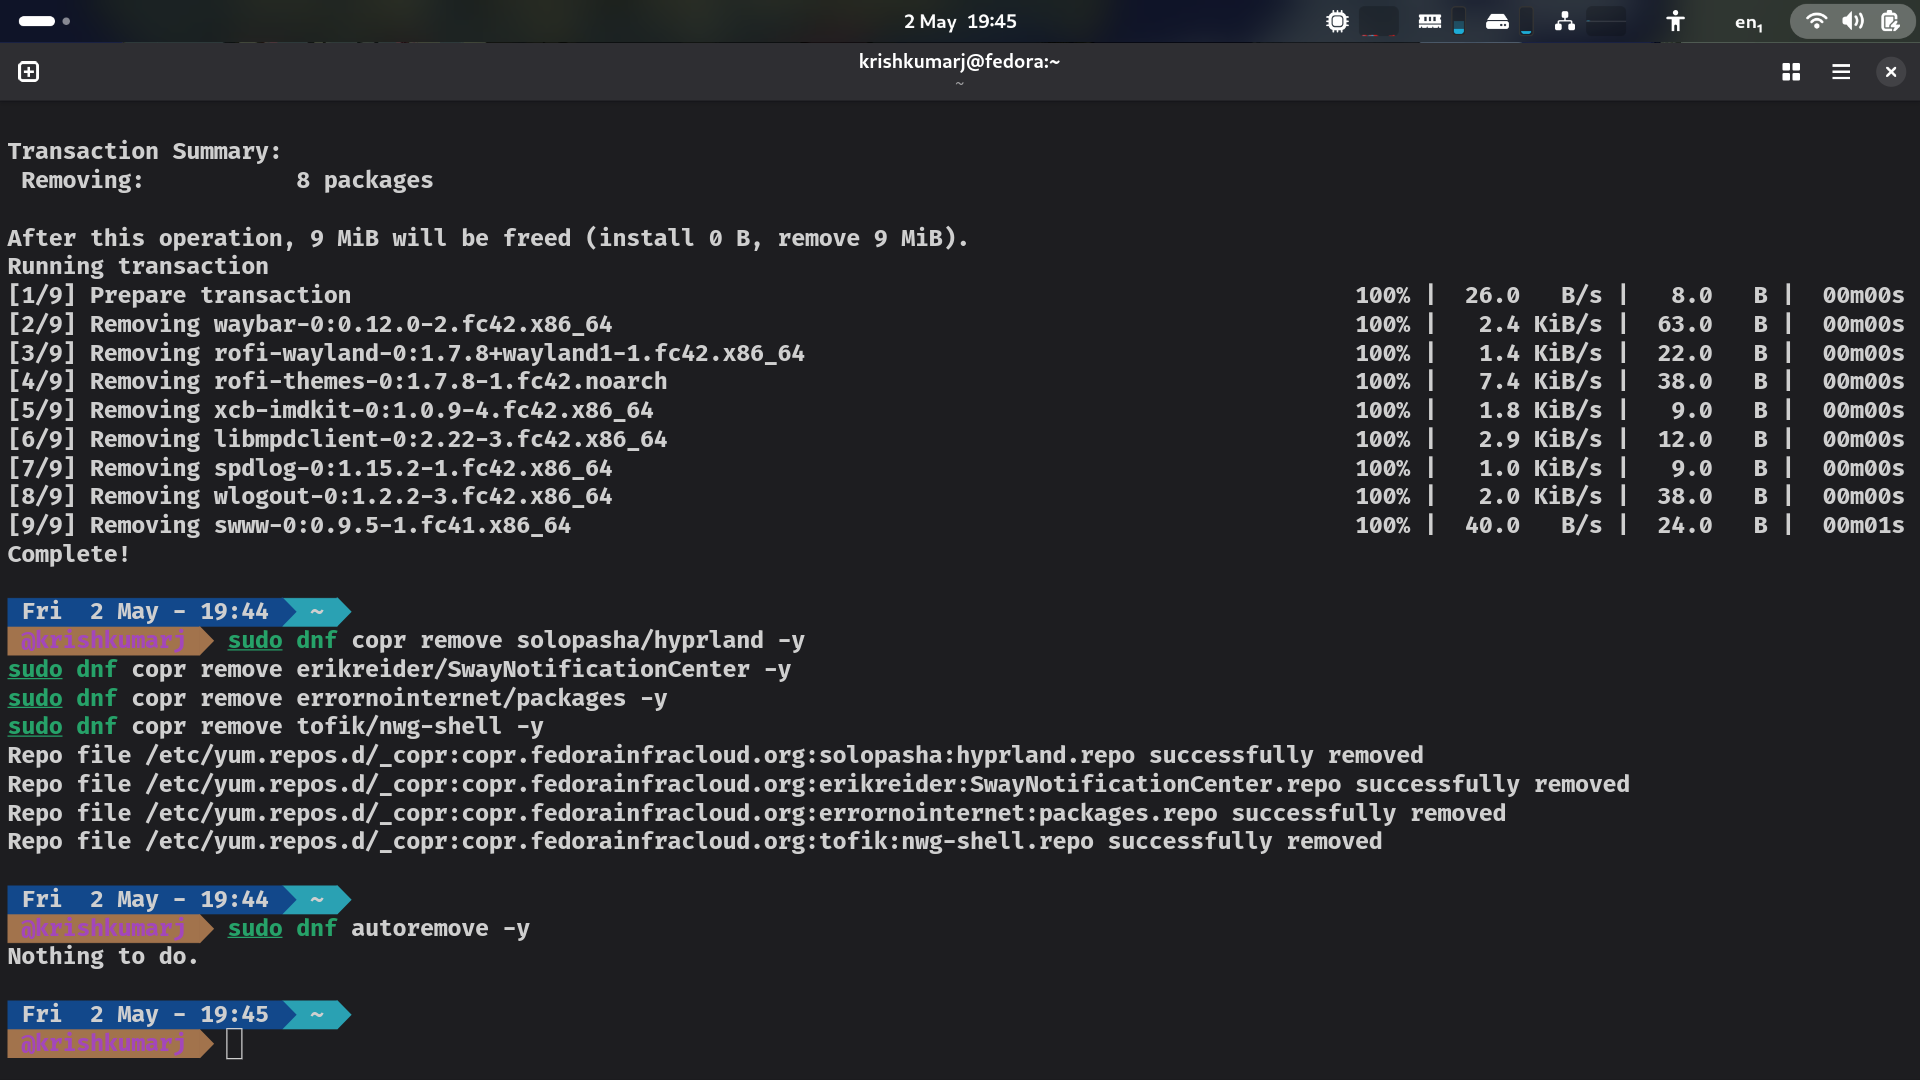 2 May 19:45
en₁
krishkumarj@fedora:~
~
Transaction Summary:
 Removing:           8 packages

After this operation, 9 MiB will be freed (install 0 B, remove 9 MiB).
Running transaction
[1/9] Prepare transaction 100% | 26.0 B/s | 8.0 B | 00m00s
[2/9] Removing waybar-0:0.12.0-2.fc42.x86_64 100% | 2.4 KiB/s | 63.0 B | 00m00s
[3/9] Removing rofi-wayland-0:1.7.8+wayland1-1.fc42.x86_64 100% | 1.4 KiB/s | 22.0 B | 00m00s
[4/9] Removing rofi-themes-0:1.7.8-1.fc42.noarch 100% | 7.4 KiB/s | 38.0 B | 00m00s
[5/9] Removing xcb-imdkit-0:1.0.9-4.fc42.x86_64 100% | 1.8 KiB/s | 9.0 B | 00m00s
[6/9] Removing libmpdclient-0:2.22-3.fc42.x86_64 100% | 2.9 KiB/s | 12.0 B | 00m00s
[7/9] Removing spdlog-0:1.15.2-1.fc42.x86_64 100% | 1.0 KiB/s | 9.0 B | 00m00s
[8/9] Removing wlogout-0:1.2.2-3.fc42.x86_64 100% | 2.0 KiB/s | 38.0 B | 00m00s
[9/9] Removing swww-0:0.9.5-1.fc41.x86_64 100% | 40.0 B/s | 24.0 B | 00m01s
Complete!

Fri 2 May - 19:44 ~
@krishkumarj sudo dnf copr remove solopasha/hyprland -y
sudo dnf copr remove erikreider/SwayNotificationCenter -y
sudo dnf copr remove errornointernet/packages -y
sudo dnf copr remove tofik/nwg-shell -y
Repo file /etc/yum.repos.d/_copr:copr.fedorainfracloud.org:solopasha:hyprland.repo successfully removed
Repo file /etc/yum.repos.d/_copr:copr.fedorainfracloud.org:erikreider:SwayNotificationCenter.repo successfully removed
Repo file /etc/yum.repos.d/_copr:copr.fedorainfracloud.org:errornointernet:packages.repo successfully removed
Repo file /etc/yum.repos.d/_copr:copr.fedorainfracloud.org:tofik:nwg-shell.repo successfully removed

Fri 2 May - 19:44 ~
@krishkumarj sudo dnf autoremove -y
Nothing to do.

Fri 2 May - 19:45 ~
@krishkumarj